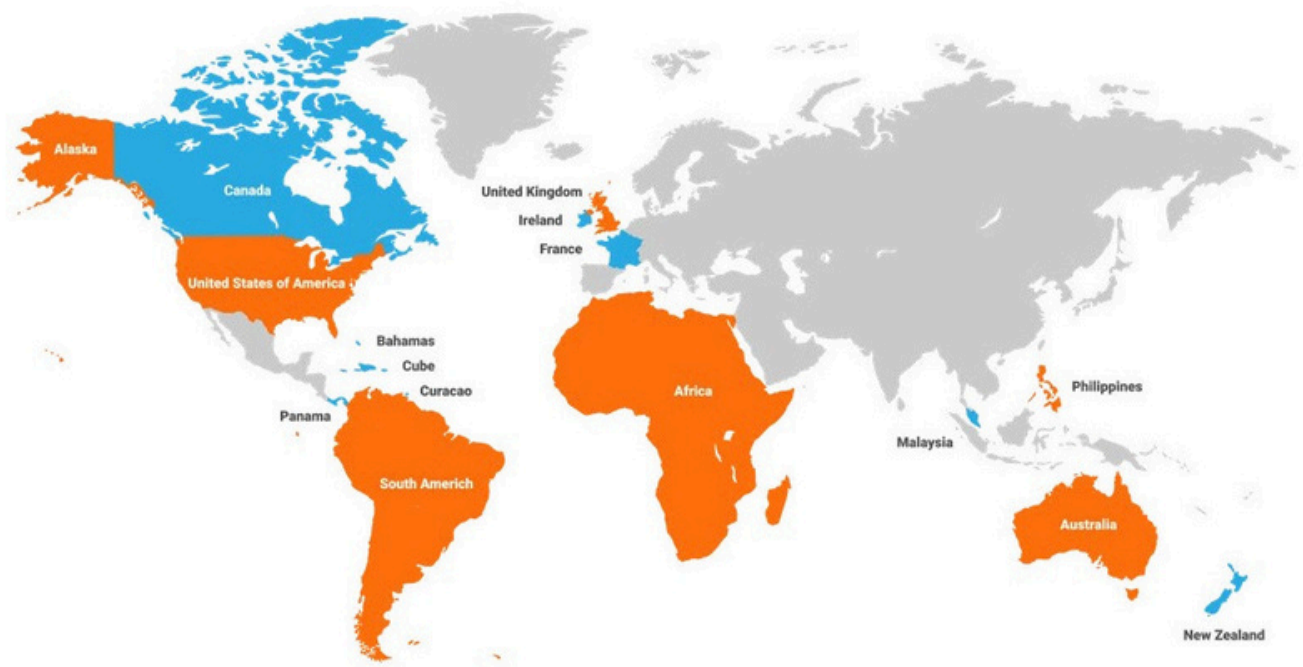 Alaska
Canada
United Kingdom
Ireland
France
United States of America
Bahamas
Cube
Curacao
Panama
Africa
Philippines
Malaysia
South Americh
Australia
New Zealand